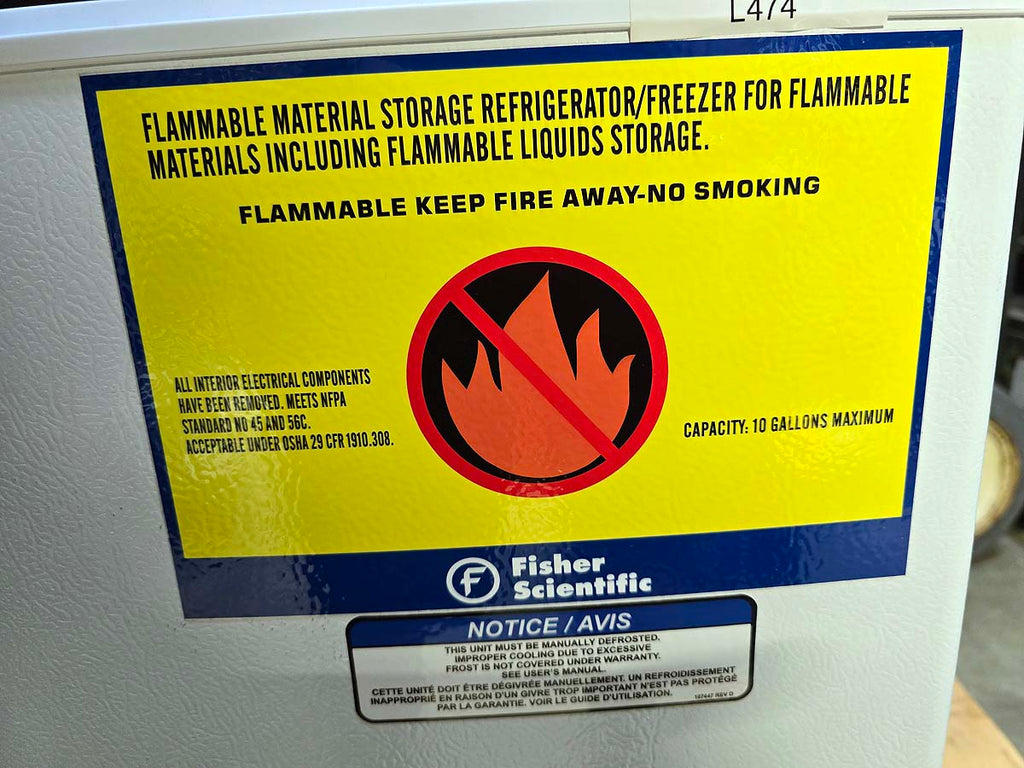 L474
FLAMMABLE MATERIAL STORAGE REFRIGERATOR/FREEZER FOR FLAMMABLE
MATERIALS INCLUDING FLAMMABLE LIQUIDS STORAGE.
FLAMMABLE KEEP FIRE AWAY-NO SMOKING
ALL INTERIOR ELECTRICAL COMPONENTS
HAVE BEEN REMOVED. MEETS NFPA
STANDARD NO 45 AND 56C.
ACCEPTABLE UNDER OSHA 29 CFR 1910.308.
CAPACITY: 10 GALLONS MAXIMUM
F Fisher
Scientific
NOTICE / AVIS
THIS UNIT MUST BE MANUALLY DEFROSTED.
IMPROPER COOLING DUE TO EXCESSIVE
FROST IS NOT COVERED UNDER WARRANTY.
SEE USER'S MANUAL.
CETTE UNITÉ DOIT ÊTRE DÉGIVRÉE MANUELLEMENT. UN REFROIDISSEMENT
INAPPROPRIÉ EN RAISON D'UN GIVRE TROP IMPORTANT N'EST PAS PROTÉGÉ
PAR LA GARANTIE. VOIR LE GUIDE D'UTILISATION.
107447 REV D